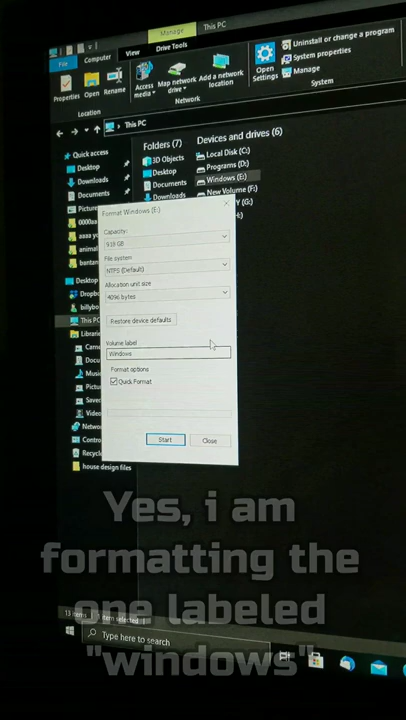 Manage
This PC
File
Computer
View
Drive Tools
Properties
Open
Rename
Access media
Map network drive
Add a network location
Open Settings
Uninstall or change a program
System properties
Manage
Location
Network
System
This PC
Quick access
Desktop
Downloads
Documents
Folders (7)
3D Objects
Desktop
Documents
Downloads
Devices and drives (6)
Local Disk (C:)
Programs (D:)
Windows (E:)
New Volume (F:)
Format Windows (E:)
Capacity:
File system
NTFS (Default)
Allocation unit size
4096 bytes
Restore device defaults
Volume label
Windows
Format options
Quick Format
Start
Close
Desktop
This PC
house design files
13 items
Type here to search
Yes, i am
formatting the
one labeled
"windows"